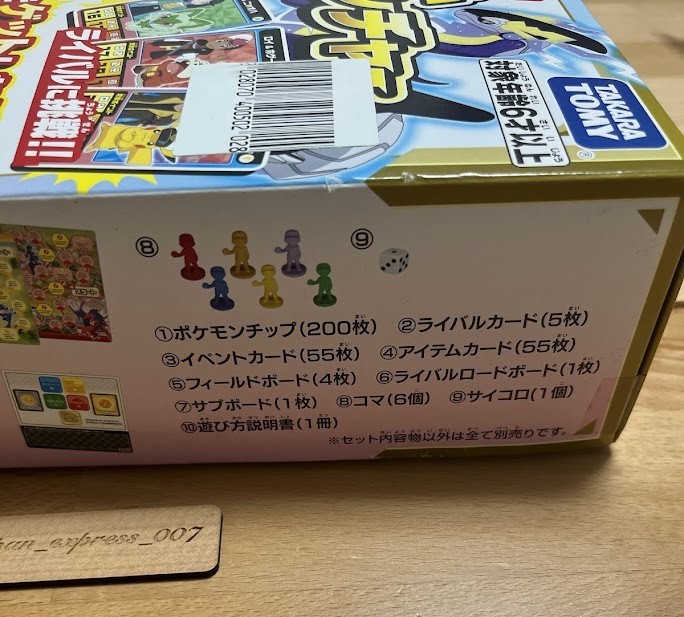 ライバルに挑戦!!
対象年齢6才以上
TAKARA TOMY
⑧
⑨
①ポケモンチップ(200枚) ②ライバルカード(5枚)
③イベントカード(55枚) ④アイテムカード(55枚)
⑤フィールドボード(4枚) ⑥ライバルロードボード(1枚)
⑦サブボード(1枚) ⑧コマ(6個) ⑨サイコロ(1個)
⑩遊び方説明書(1冊)
※セット内容物以外は全て別売りです。
an_express_007